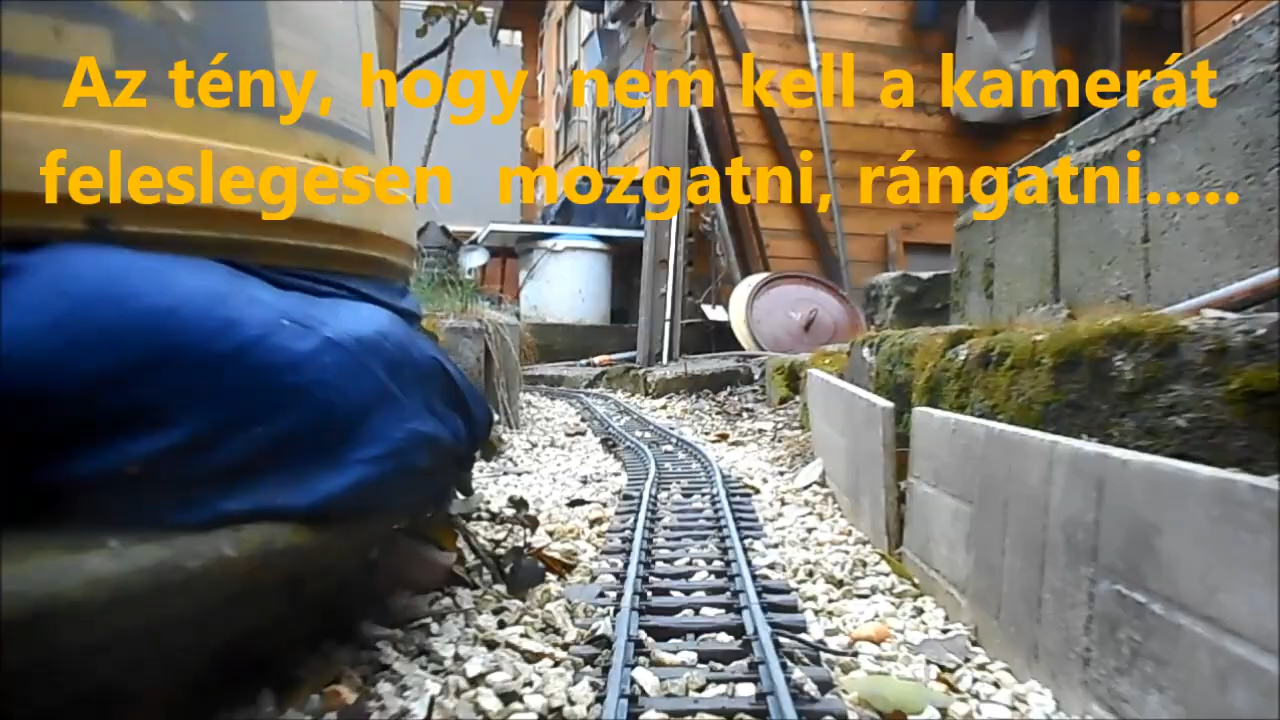 Az tény, hogy nem kell a kamerát
feleslegesen mozgatni, rángatni.....